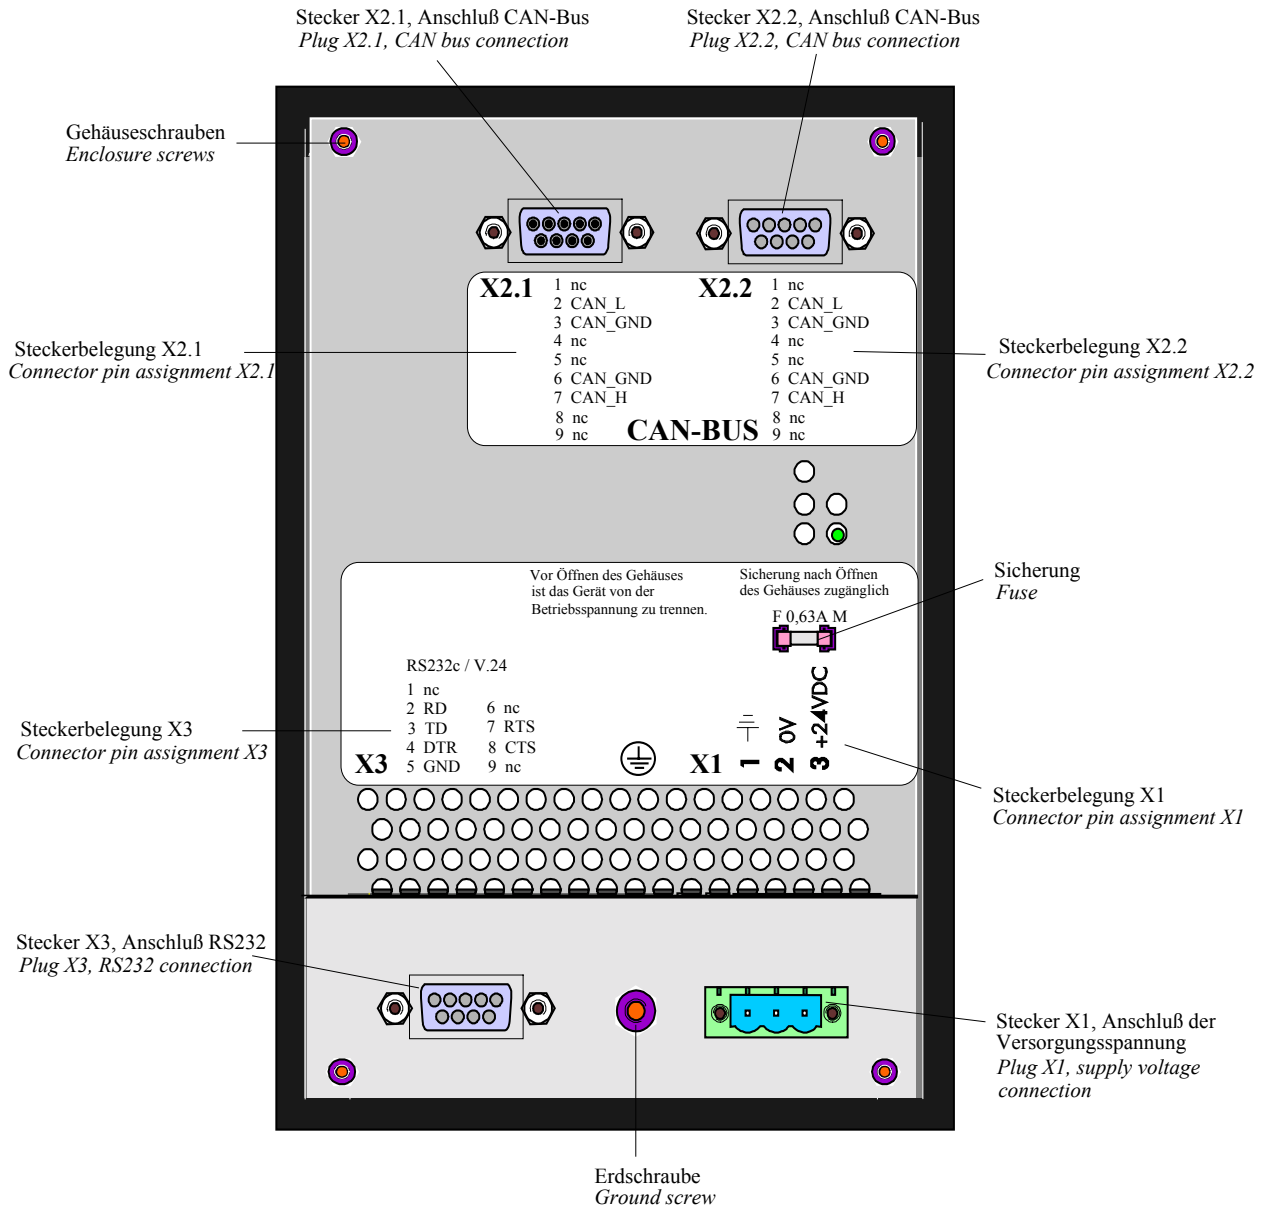 Stecker X2.1, Anschluß CAN-Bus
Plug X2.1, CAN bus connection
Stecker X2.2, Anschluß CAN-Bus
Plug X2.2, CAN bus connection
Gehäuseschrauben
Enclosure screws
X2.1
1 nc
2 CAN_L
3 CAN_GND
4 nc
5 nc
6 CAN_GND
7 CAN_H
8 nc
9 nc
X2.2
1 nc
2 CAN_L
3 CAN_GND
4 nc
5 nc
6 CAN_GND
7 CAN_H
8 nc
9 nc
CAN-BUS
Steckerbelegung X2.1
Connector pin assignment X2.1
Steckerbelegung X2.2
Connector pin assignment X2.2
Vor Öffnen des Gehäuses
ist das Gerät von der
Betriebsspannung zu trennen.
Sicherung nach Öffnen
des Gehäuses zugänglich
F 0,63A M
Sicherung
Fuse
RS232c / V.24
1 nc
2 RD
3 TD
4 DTR
5 GND
6 nc
7 RTS
8 CTS
9 nc
X3
X1
1
2 0V
3 +24VDC
Steckerbelegung X3
Connector pin assignment X3
Steckerbelegung X1
Connector pin assignment X1
Stecker X3, Anschluß RS232
Plug X3, RS232 connection
Stecker X1, Anschluß der
Versorgungsspannung
Plug X1, supply voltage
connection
Erdschraube
Ground screw